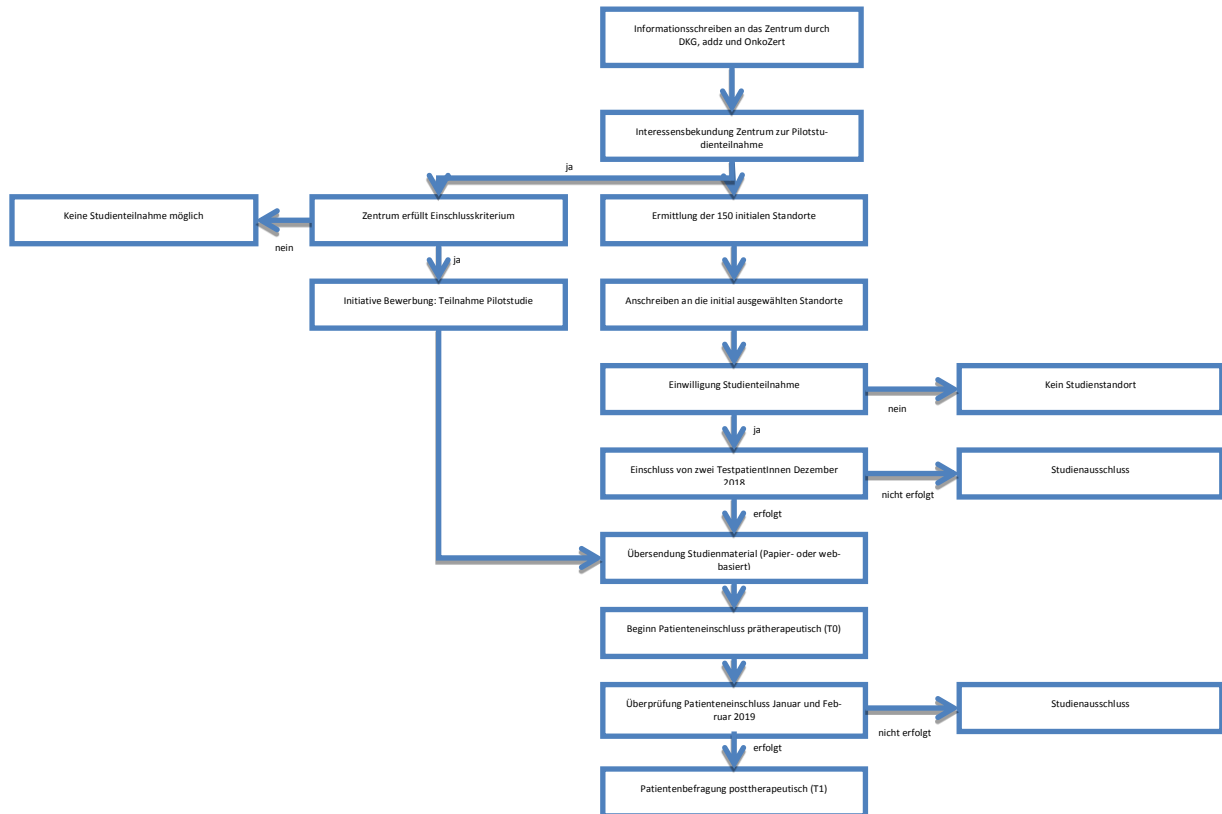 Informationsschreiben an das Zentrum durch
DKG, addz und OnkoZert
Interessensbekundung Zentrum zur Pilotstu-
dienteilnahme
ja
Keine Studienteilnahme möglich
Zentrum erfüllt Einschlusskriterium
Ermittlung der 150 initialen Standorte
nein
ja
Initiative Bewerbung: Teilnahme Pilotstudie
Anschreiben an die initial ausgewählten Standorte
Einwilligung Studienteilnahme
Kein Studienstandort
nein
ja
Einschluss von zwei TestpatientInnen Dezember
2018
Studienausschluss
nicht erfolgt
erfolgt
Übersendung Studienmaterial (Papier- oder web-
basiert)
Beginn Patienteneinschluss prätherapeutisch (T0)
Überprüfung Patienteneinschluss Januar und Feb-
ruar 2019
Studienausschluss
nicht erfolgt
erfolgt
Patientenbefragung posttherapeutisch (T1)